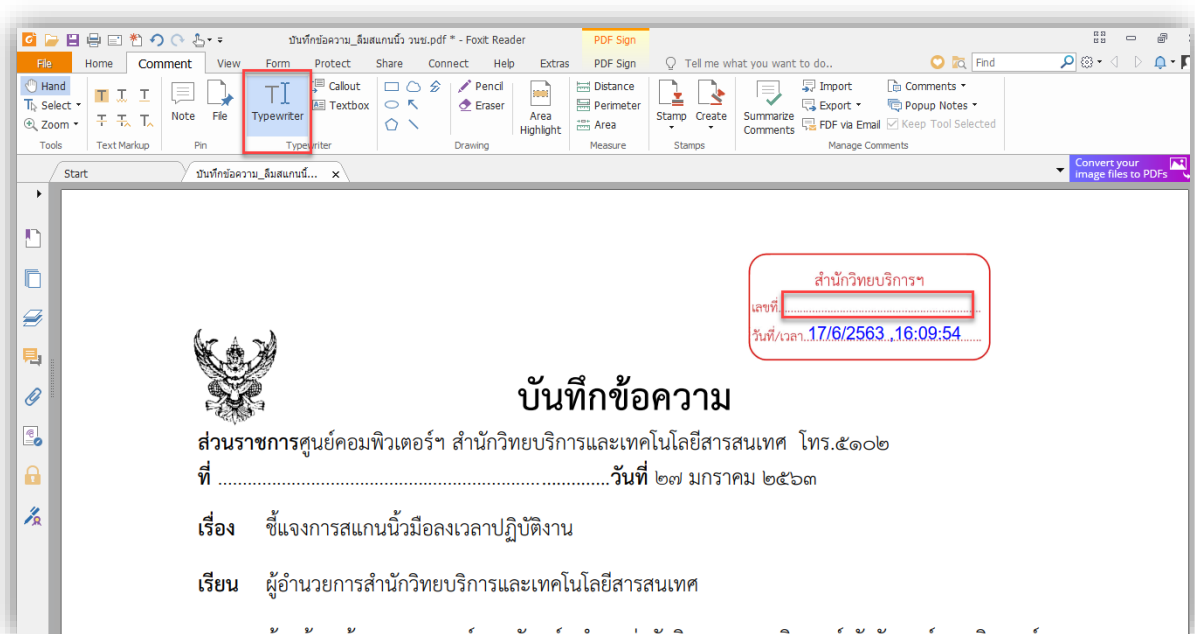 บันทึกข้อความ_ลืมสแกนนิ้ว วนช.pdf * - Foxit Reader
PDF Sign
File Home Comment View Form Protect Share Connect Help Extras PDF Sign Tell me what you want to do.. Find
Hand
Select
Zoom
Tools
Text Markup
Note File
Pin
Typewriter
Callout
Textbox
Typewriter
Pencil
Eraser
Area Highlight
Drawing
Distance
Perimeter
Area
Measure
Stamp Create
Stamps
Summarize Comments
Import
Export
FDF via Email
Comments
Popup Notes
Keep Tool Selected
Manage Comments
Start
บันทึกข้อความ_ลืมสแกนนิ้... x
Convert your
image files to PDFs
สำนักวิทยบริการฯ
เลขที่
วันที่/เวลา 17/6/2563 , 16:09:54
บันทึกข้อความ
ส่วนราชการศูนย์คอมพิวเตอร์ฯ สำนักวิทยบริการและเทคโนโลยีสารสนเทศ โทร.๕๑๐๒
ที่ ................................................................................วันที่ ๒๗ มกราคม ๒๕๖๓
เรื่อง ชี้แจงการสแกนนิ้วมือลงเวลาปฏิบัติงาน
เรียน ผู้อำนวยการสำนักวิทยบริการและเทคโนโลยีสารสนเทศ